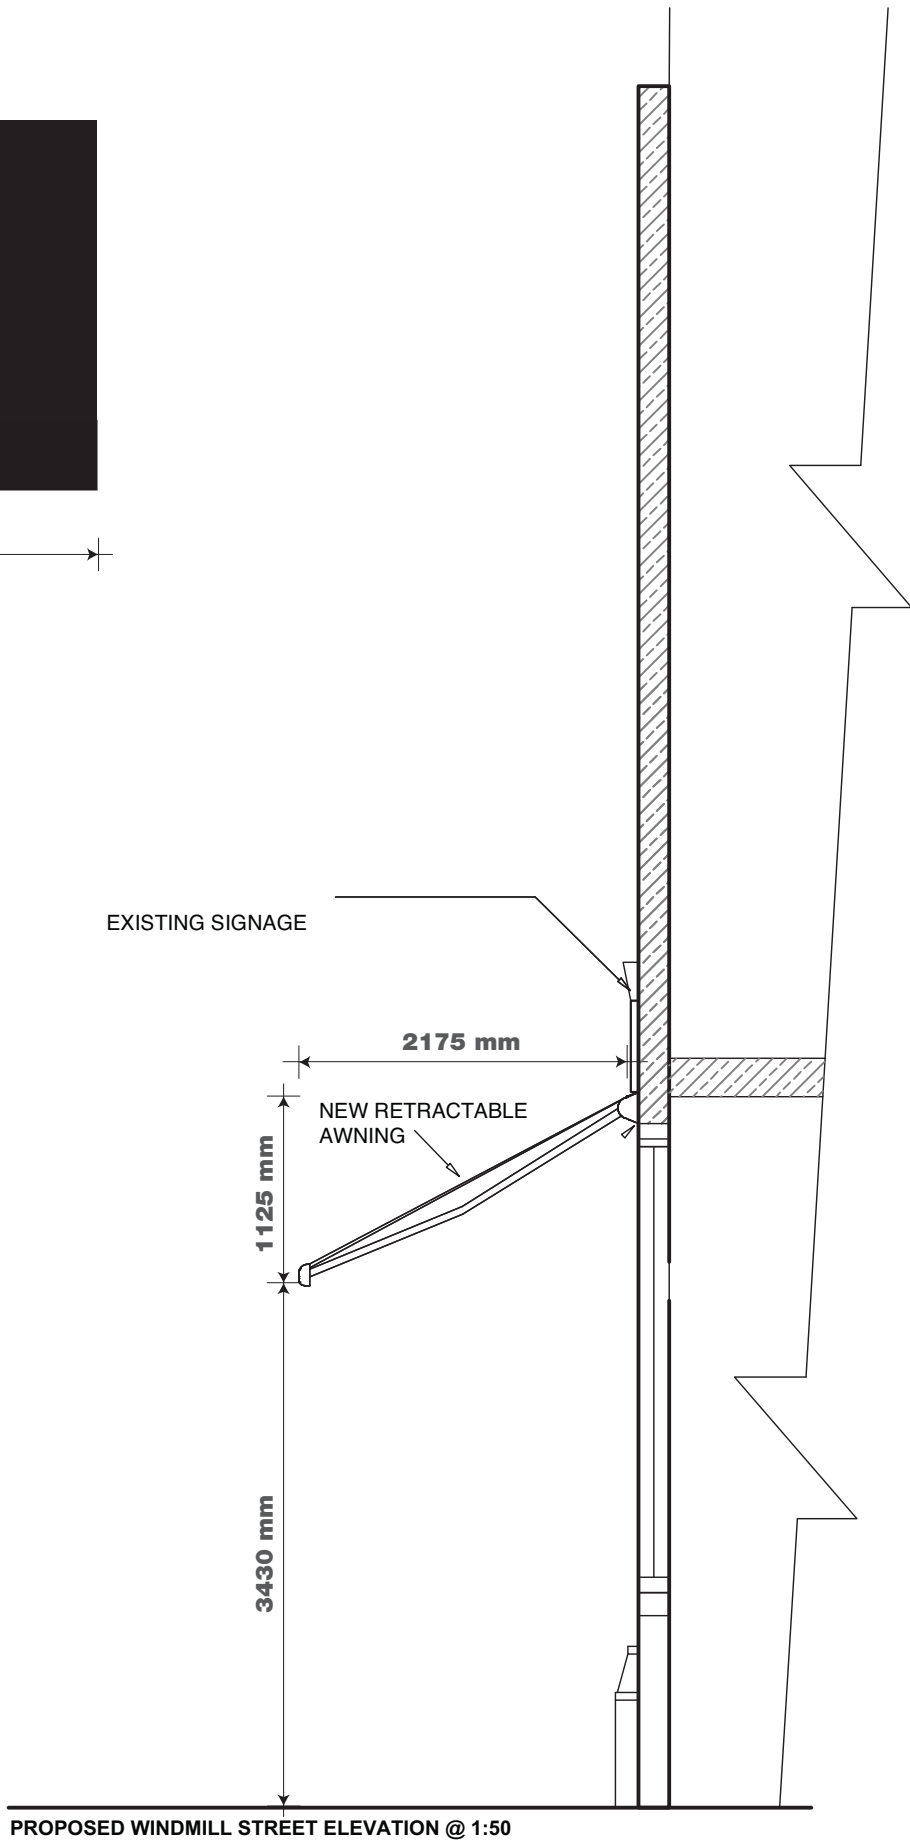 EXISTING SIGNAGE
2175 mm
NEW RETRACTABLE
AWNING
1125 mm
3430 mm
PROPOSED WINDMILL STREET ELEVATION @ 1:50